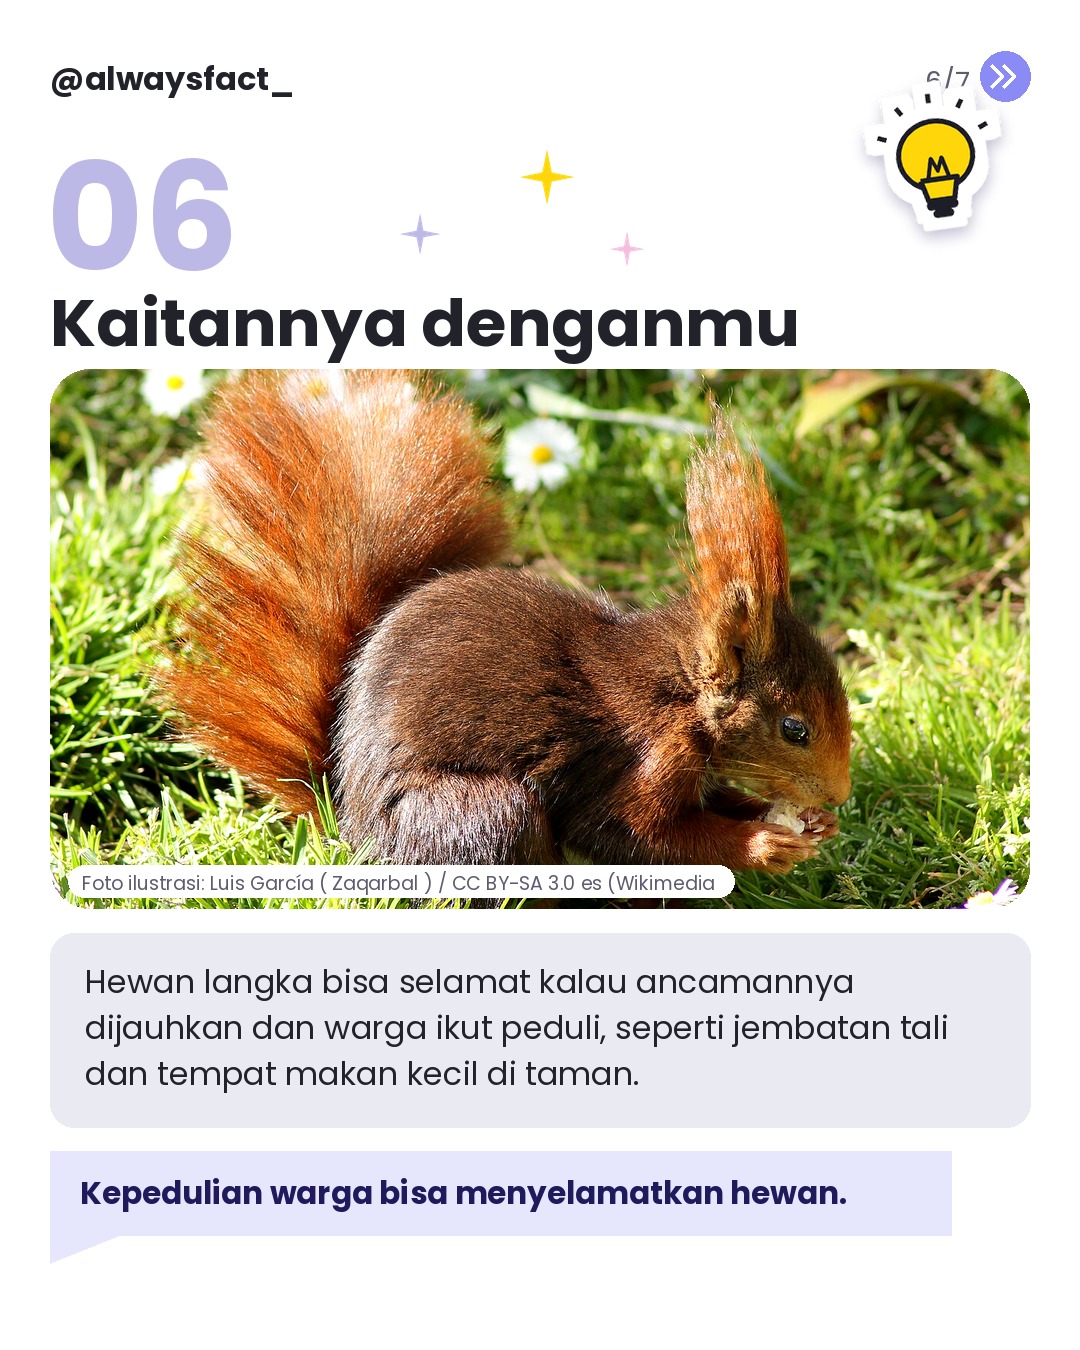 @alwaysfact_
6/7
06
Kaitannya denganmu
Foto ilustrasi: Luis García ( Zaqarbal ) / CC BY-SA 3.0 es (Wikimedia
Hewan langka bisa selamat kalau ancamannya
dijauhkan dan warga ikut peduli, seperti jembatan tali
dan tempat makan kecil di taman.
Kepedulian warga bisa menyelamatkan hewan.